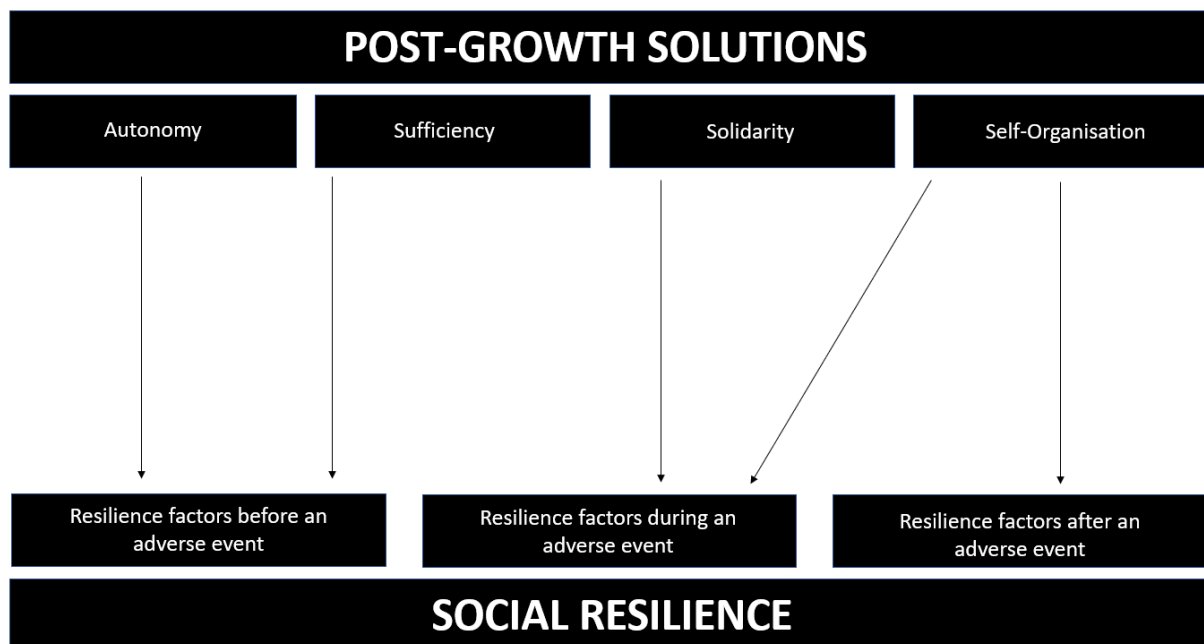 POST-GROWTH SOLUTIONS
Autonomy
Sufficiency
Solidarity
Self-Organisation
Resilience factors before an
adverse event
Resilience factors during an
adverse event
Resilience factors after an
adverse event
SOCIAL RESILIENCE